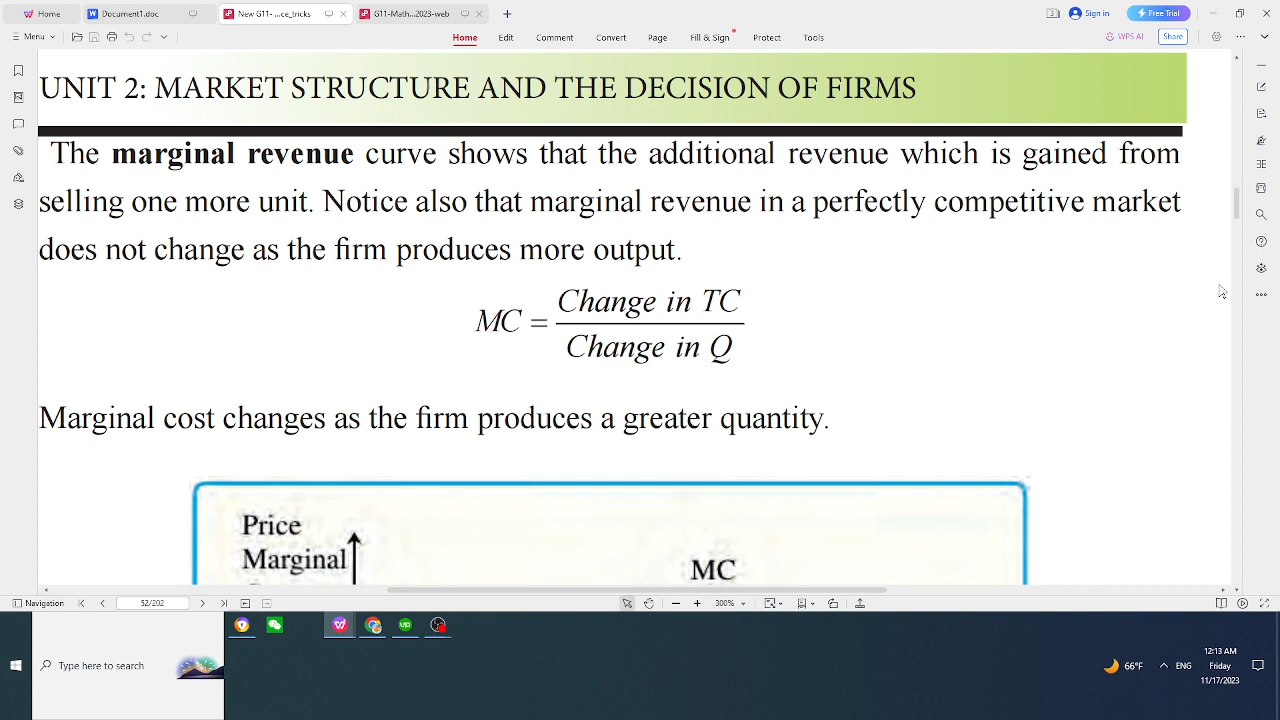 Home Document1.doc New G11-...ce_tricks G11-Math...2023-web + Sign in Free Trial
Menu Home Edit Comment Convert Page Fill & Sign Protect Tools WPS AI Share
UNIT 2: MARKET STRUCTURE AND THE DECISION OF FIRMS
The marginal revenue curve shows that the additional revenue which is gained from
selling one more unit. Notice also that marginal revenue in a perfectly competitive market
does not change as the firm produces more output.
MC = Change in TC
Change in Q
Marginal cost changes as the firm produces a greater quantity.
Price
Marginal
MC
Navigation 52/202 300%
Type here to search
12:13 AM
66°F ENG Friday
11/17/2023